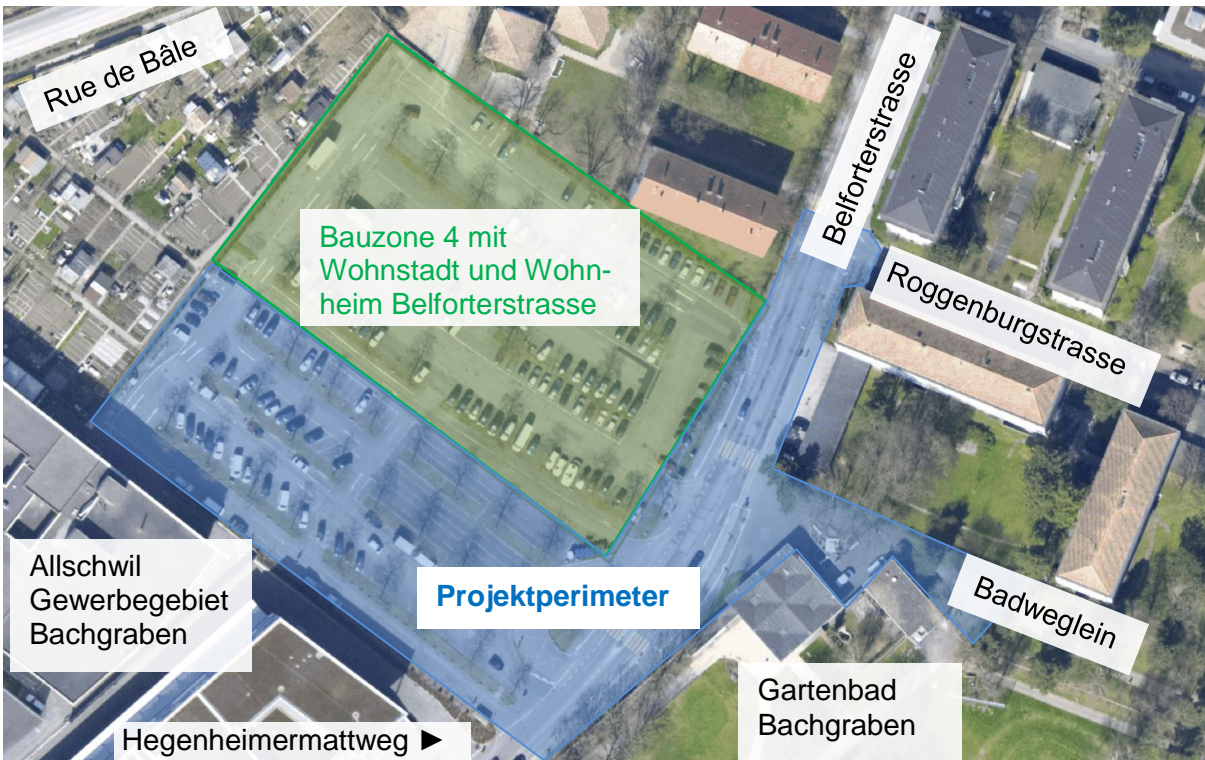 Rue de Bâle
Belforterstrasse
Bauzone 4 mit
Wohnstadt und Wohn-
heim Belforterstrasse
Roggenburgstrasse
Allschwil
Gewerbegebiet
Bachgraben
Projektperimeter
Badweglein
Gartenbad
Bachgraben
Hegenheimermattweg ►